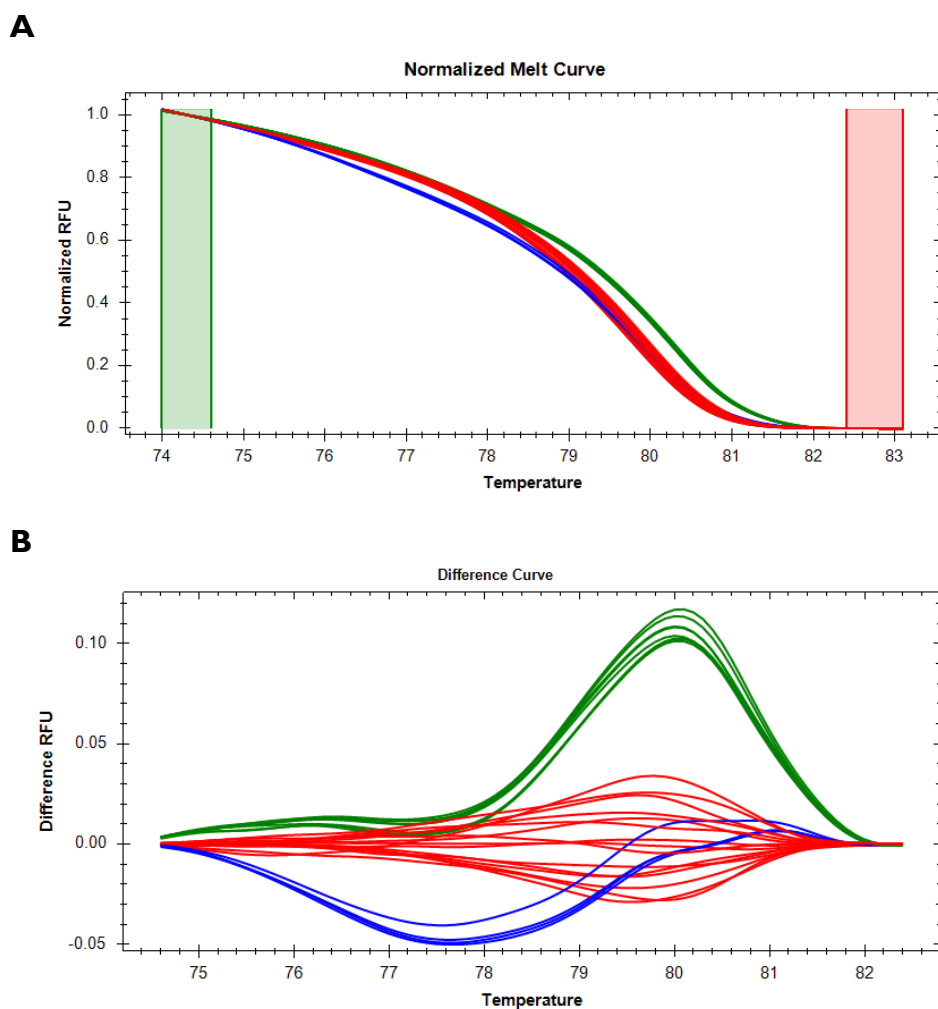 A
Normalized Melt Curve
Normalized RFU
1.0
0.8
0.6
0.4
0.2
0.0
74 75 76 77 78 79 80 81 82 83
Temperature
B
Difference Curve
Difference RFU
0.10
0.05
0.00
-0.05
75 76 77 78 79 80 81 82
Temperature